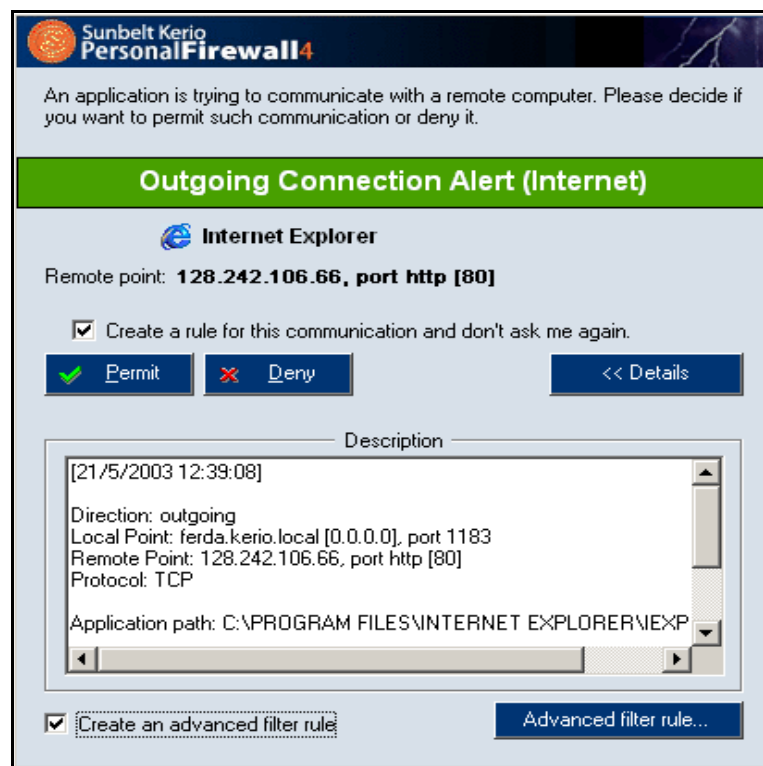 Sunbelt Kerio
PersonalFirewall4
An application is trying to communicate with a remote computer. Please decide if
you want to permit such communication or deny it.
Outgoing Connection Alert (Internet)
Internet Explorer
Remote point: 128.242.106.66, port http [80]
Create a rule for this communication and don't ask me again.
Permit
Deny
<< Details
Description
[21/5/2003 12:39:08]
Direction: outgoing
Local Point: ferda.kerio.local [0.0.0.0], port 1183
Remote Point: 128.242.106.66, port http [80]
Protocol: TCP
Application path: C:\PROGRAM FILES\INTERNET EXPLORER\IEXP
Create an advanced filter rule
Advanced filter rule...